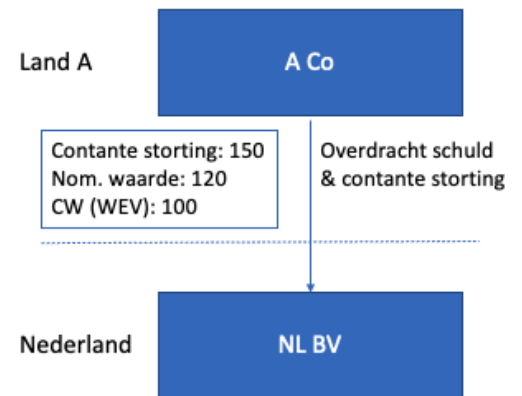 Land A
A Co
Contante storting: 150
Nom. waarde: 120
CW (WEV): 100
Overdracht schuld
& contante storting
Nederland
NL BV